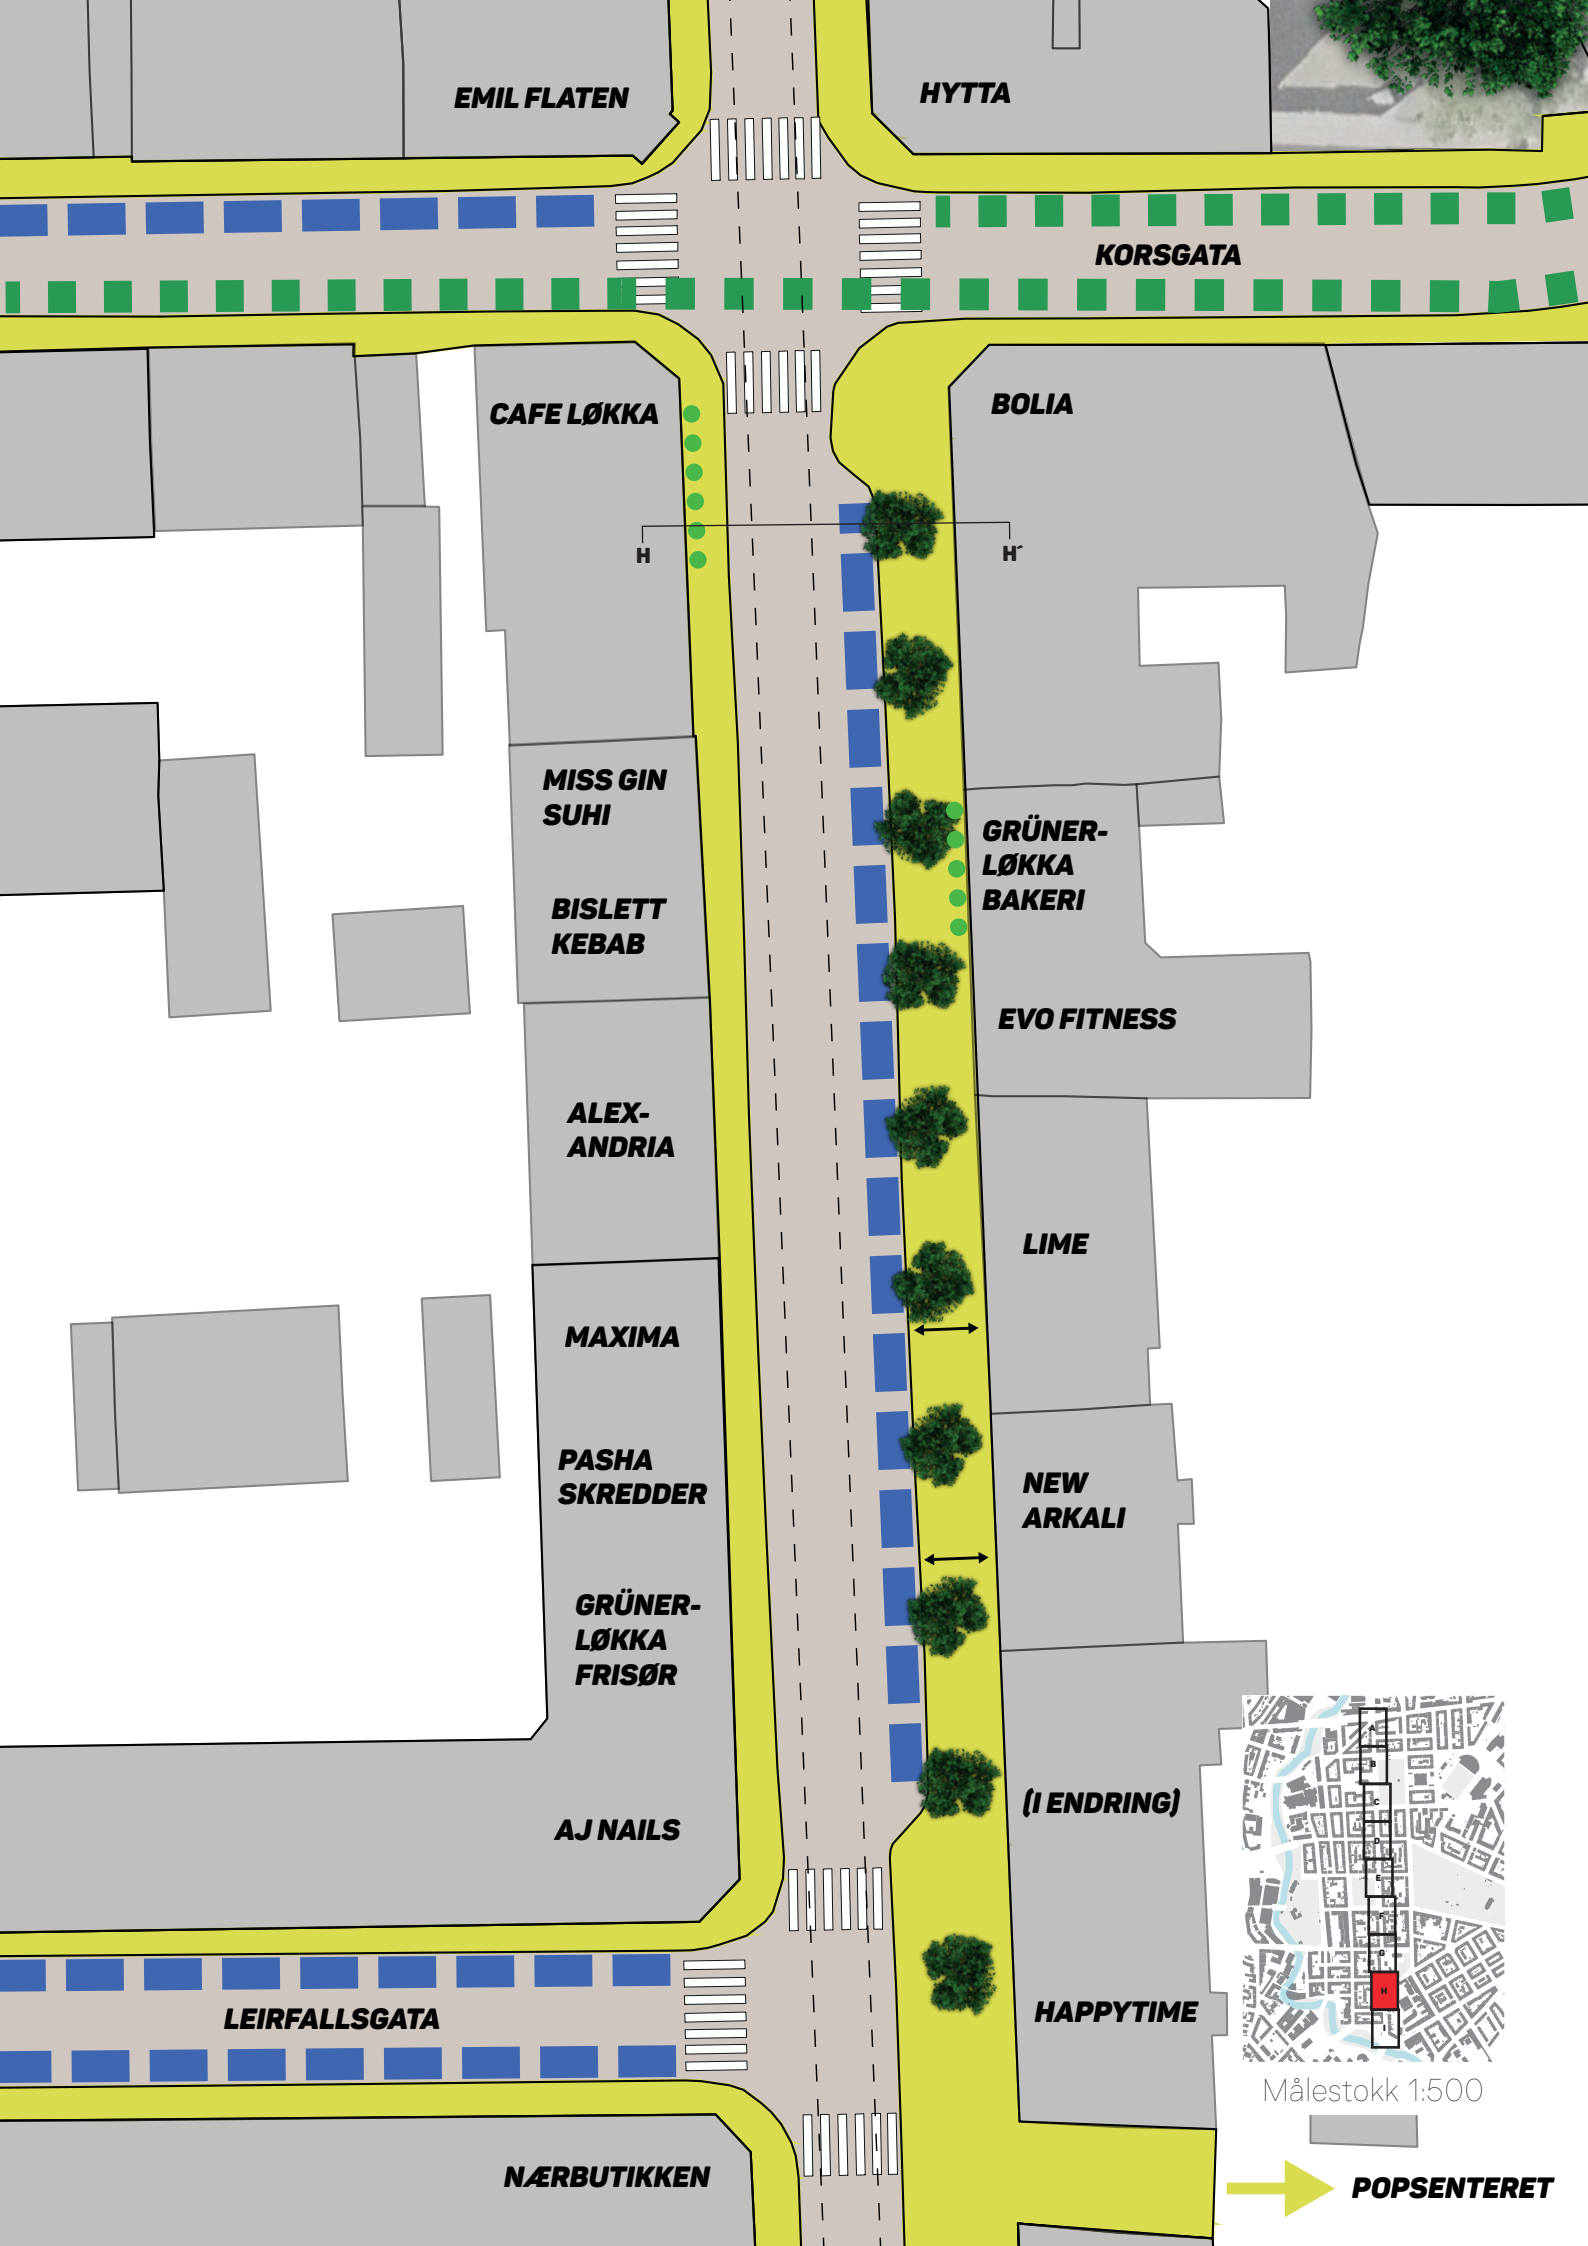 EMIL FLATEN
HYTTA
KORSGATA
CAFE LØKKA
BOLIA
H
H´
MISS GIN
SUHI
GRÜNER-
LØKKA
BAKERI
BISLETT
KEBAB
EVO FITNESS
ALEX-
ANDRIA
LIME
MAXIMA
PASHA
SKREDDER
NEW
ARKALI
GRÜNER-
LØKKA
FRISØR
A
B
C
D
E
F
G
H
I
(I ENDRING)
AJ NAILS
LEIRFALLSGATA
HAPPYTIME
Målestokk 1:500
NÆRBUTIKKEN
POPSENTERET